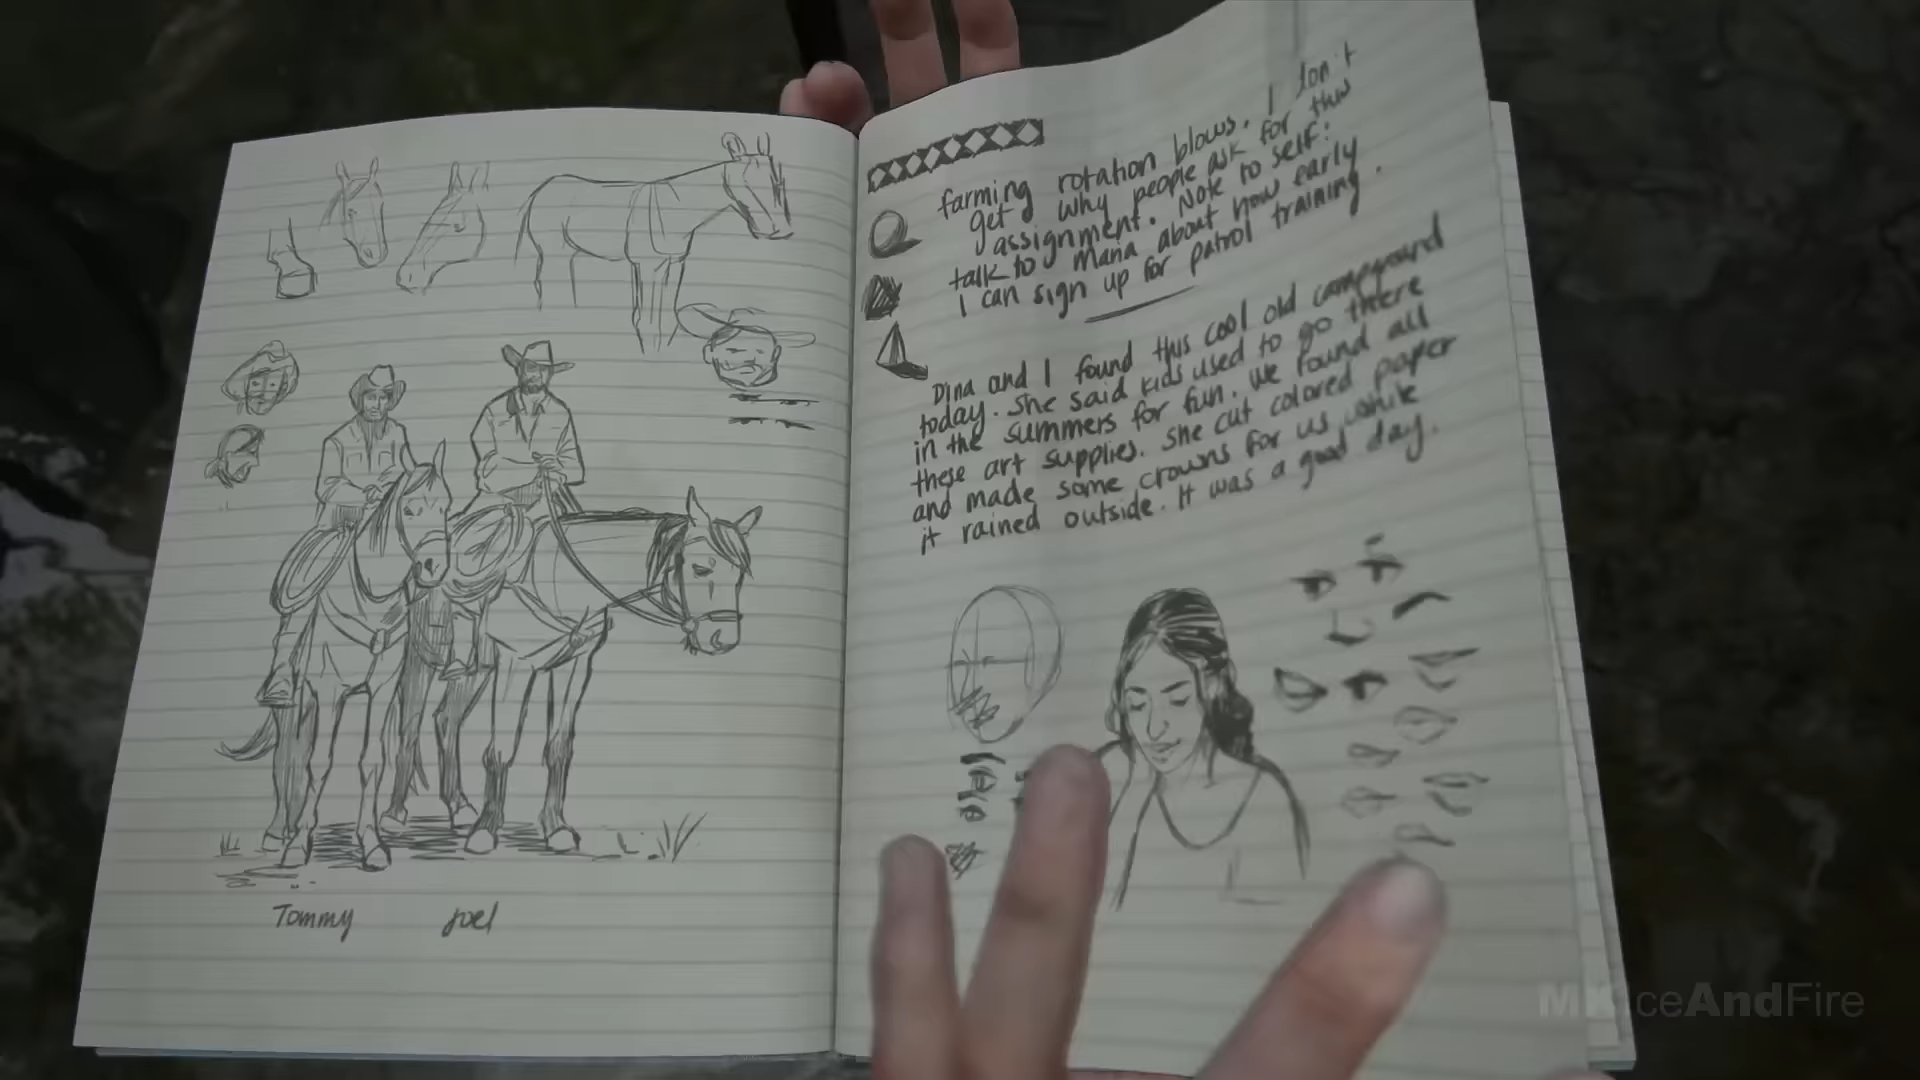 Tommy
Joel
farming rotation blows. I don't
get why people ask for this
assignment. Note to self:
talk to Maria about how early
I can sign up for patrol training.
Dina and I found this cool old campground
today. She said kids used to go there
in the summers for fun. We found all
these art supplies. She cut colored paper
and made some crowns for us while
it rained outside. It was a good day.
MKIceAndFire